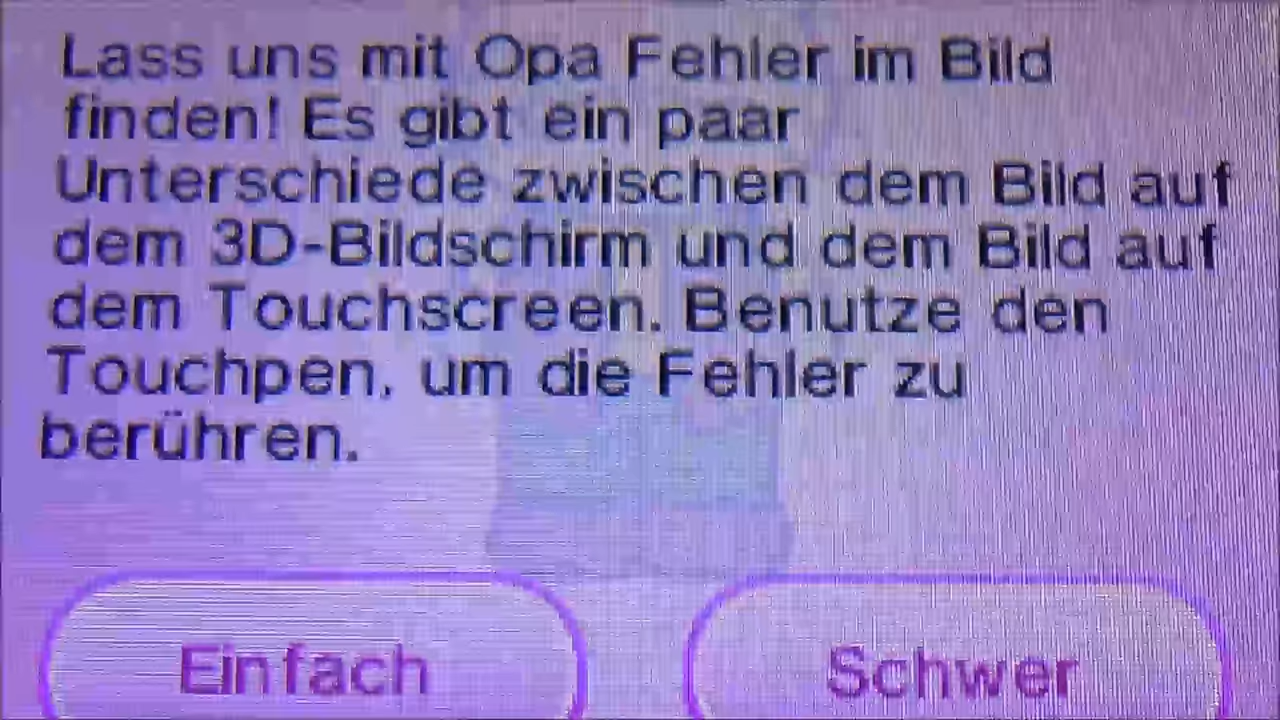 Lass uns mit Opa Fehler im Bild
finden! Es gibt ein paar
Unterschiede zwischen dem Bild auf
dem 3D-Bildschirm und dem Bild auf
dem Touchscreen. Benutze den
Touchpen, um die Fehler zu
berühren.
Einfach
Schwer